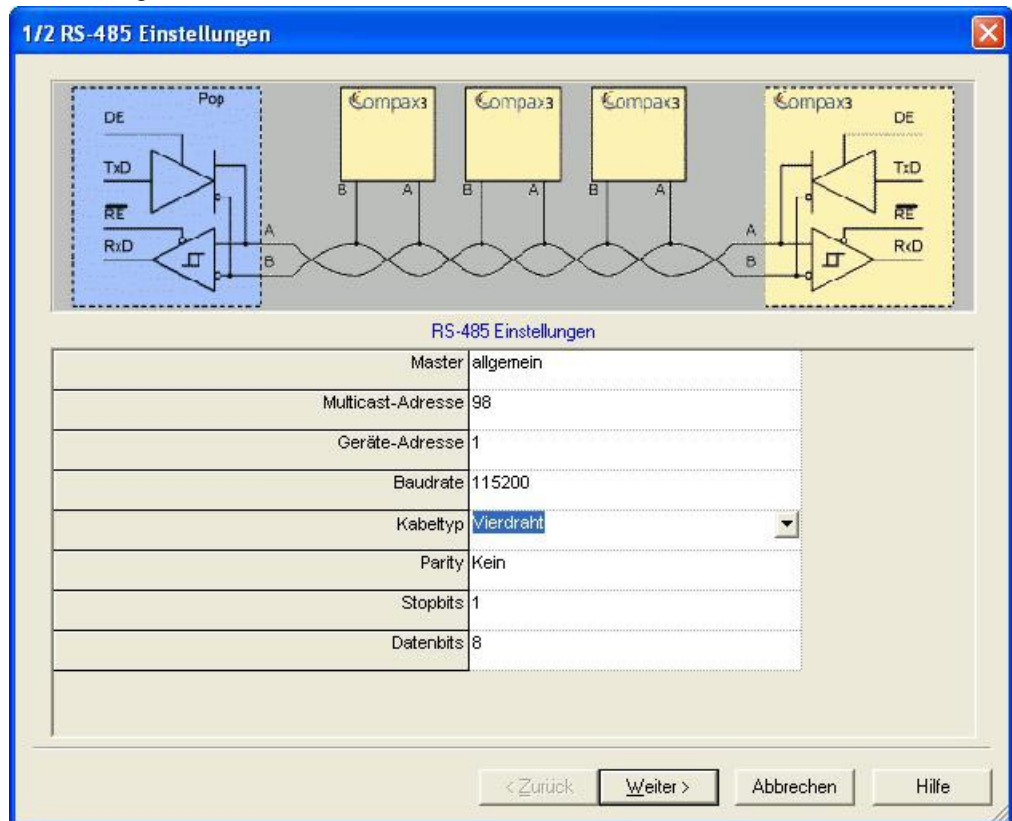 1/2 RS-485 Einstellungen
Pop Compax3 Compax3 Compax3 Compax3
DE DE
TxD TxD
B A B A B A
RE RE
A A
RxD RxD
B B
RS-485 Einstellungen
Master allgemein
Multicast-Adresse 98
Geräte-Adresse 1
Baudrate 115200
Kabeltyp Vierdraht
Parity Kein
Stopbits 1
Datenbits 8
< Zurück Weiter > Abbrechen Hilfe